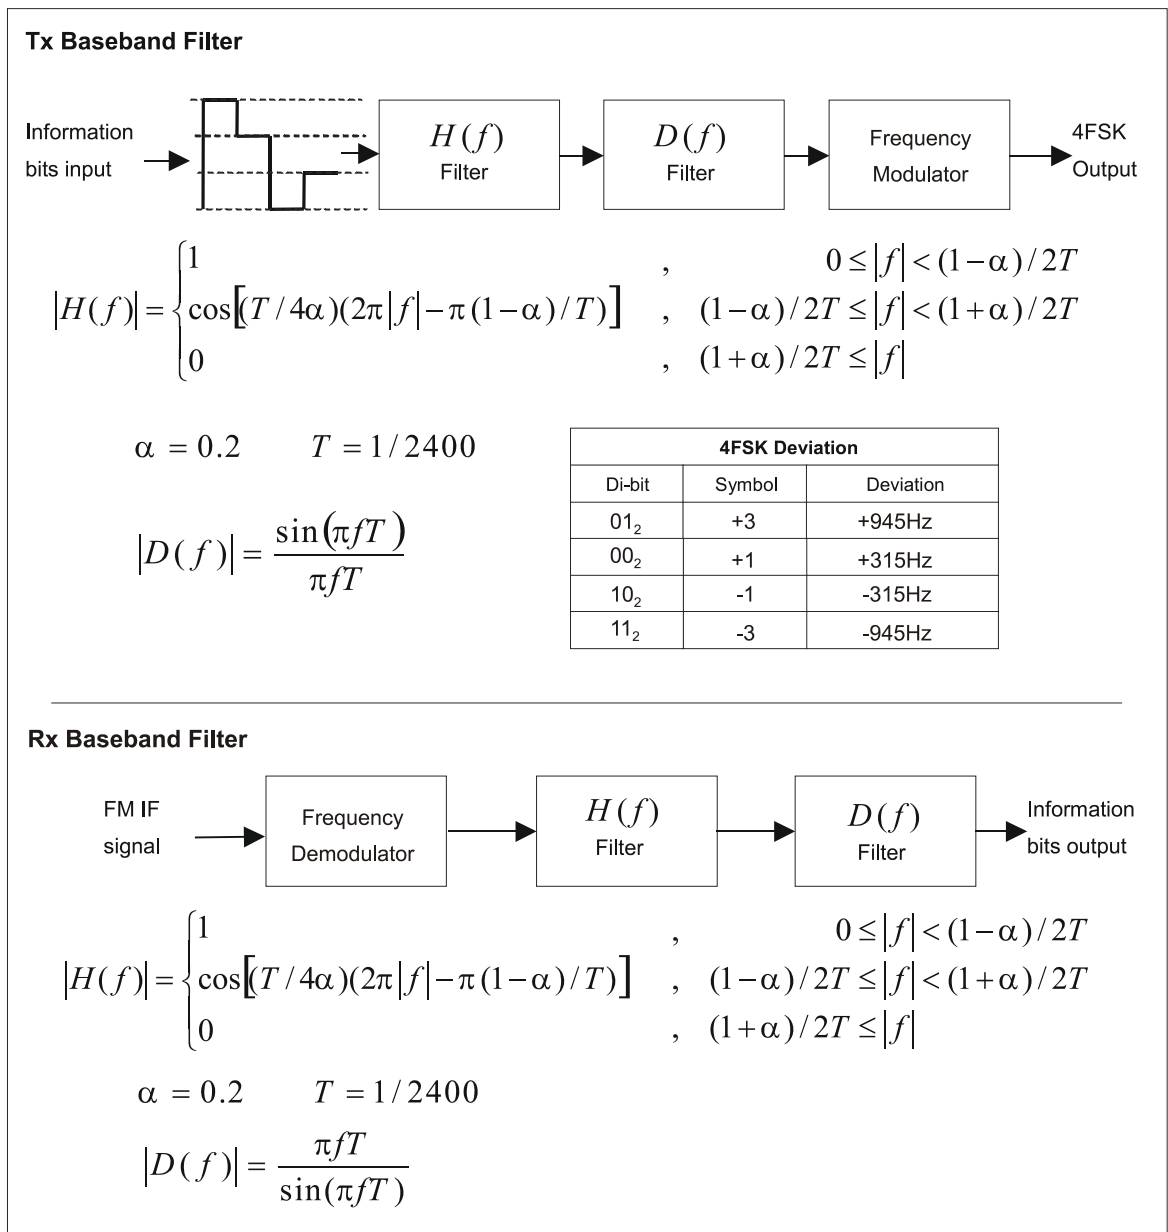 Tx Baseband Filter
Information
bits input
H(f)
Filter
D(f)
Filter
Frequency
Modulator
4FSK
Output
|H(f)| = { 1 , 0 ≤ |f| < (1−α)/2T
cos[(T/4α)(2π|f|−π(1−α)/T)] , (1−α)/2T ≤ |f| < (1+α)/2T
0 , (1+α)/2T ≤ |f|
α = 0.2 T = 1/2400
|D(f)| = sin(πfT) / πfT
4FSK Deviation
Di-bit Symbol Deviation
01₂ +3 +945Hz
00₂ +1 +315Hz
10₂ -1 -315Hz
11₂ -3 -945Hz
Rx Baseband Filter
FM IF
signal
Frequency
Demodulator
H(f)
Filter
D(f)
Filter
Information
bits output
|H(f)| = { 1 , 0 ≤ |f| < (1−α)/2T
cos[(T/4α)(2π|f|−π(1−α)/T)] , (1−α)/2T ≤ |f| < (1+α)/2T
0 , (1+α)/2T ≤ |f|
α = 0.2 T = 1/2400
|D(f)| = πfT / sin(πfT)